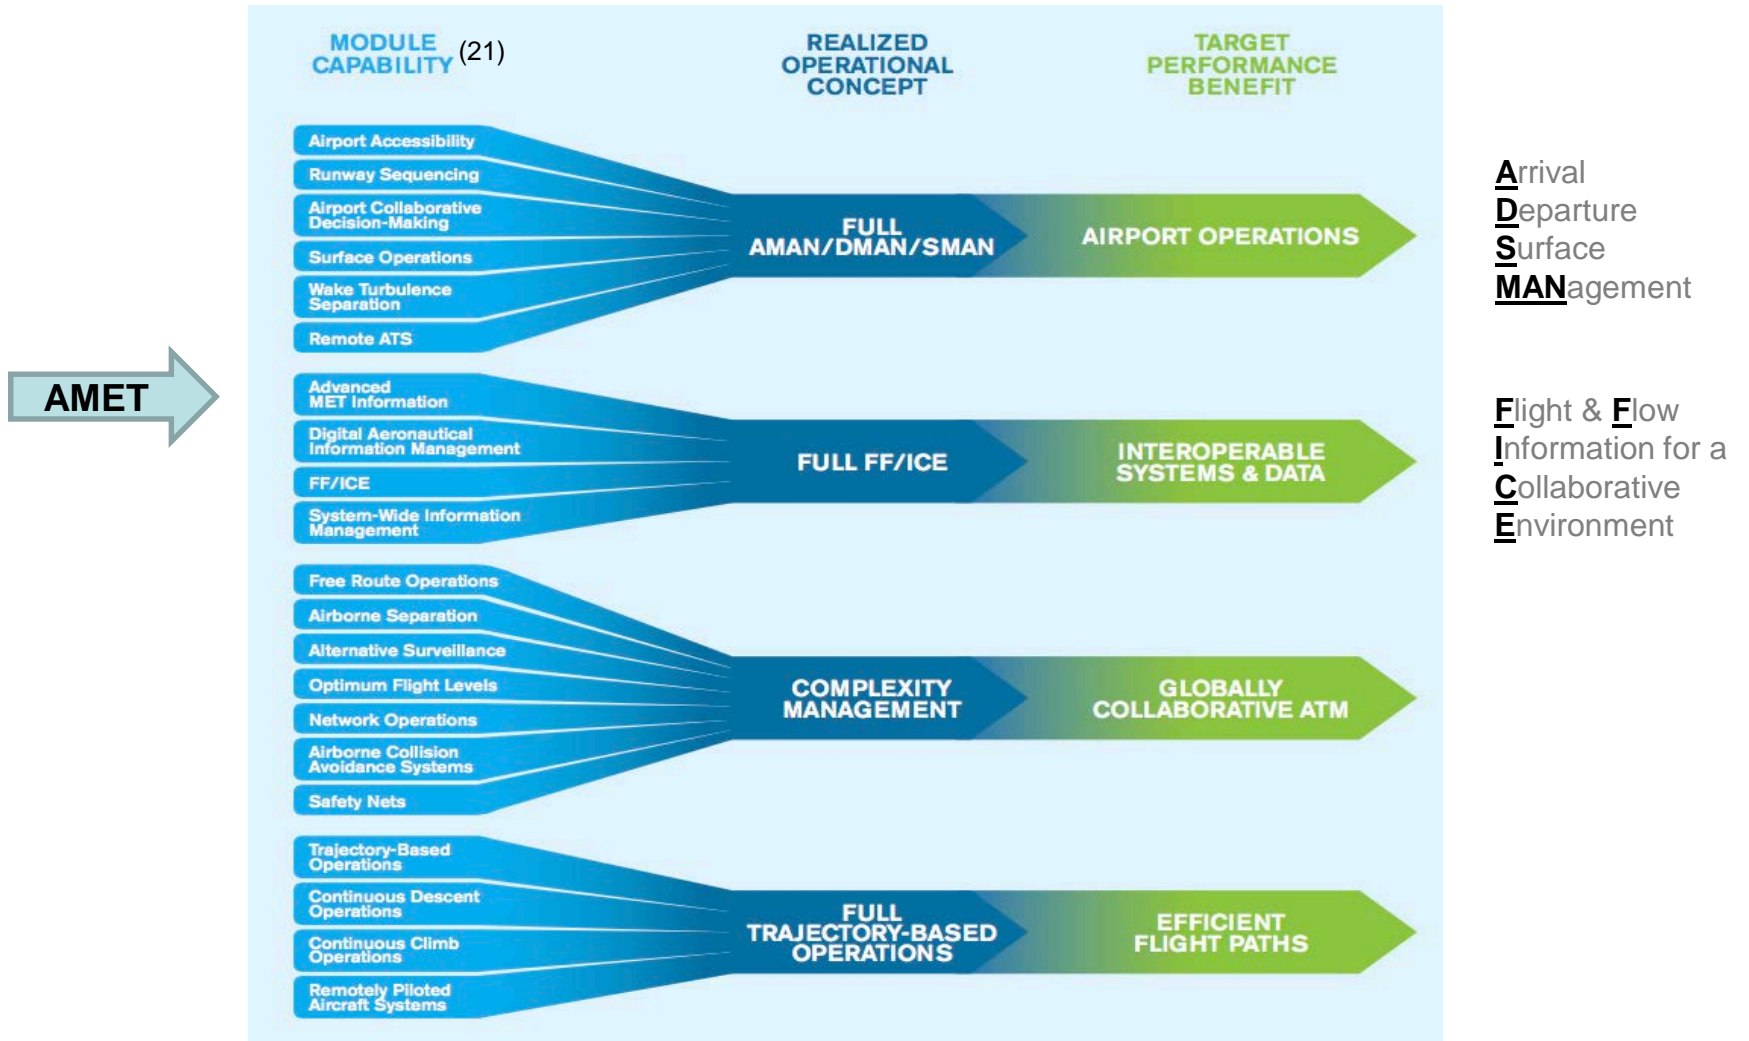 MODULE
CAPABILITY (21)
REALIZED
OPERATIONAL
CONCEPT
TARGET
PERFORMANCE
BENEFIT
Airport Accessibility
Runway Sequencing
Airport Collaborative
Decision-Making
Surface Operations
Wake Turbulence
Separation
Remote ATS
FULL
AMAN/DMAN/SMAN
AIRPORT OPERATIONS
Arrival
Departure
Surface
MANagement
AMET
Advanced
MET Information
Digital Aeronautical
Information Management
FF/ICE
System-Wide Information
Management
FULL FF/ICE
INTEROPERABLE
SYSTEMS & DATA
Flight & Flow
Information for a
Collaborative
Environment
Free Route Operations
Airborne Separation
Alternative Surveillance
Optimum Flight Levels
Network Operations
Airborne Collision
Avoidance Systems
Safety Nets
COMPLEXITY
MANAGEMENT
GLOBALLY
COLLABORATIVE ATM
Trajectory-Based
Operations
Continuous Descent
Operations
Continuous Climb
Operations
Remotely Piloted
Aircraft Systems
FULL
TRAJECTORY-BASED
OPERATIONS
EFFICIENT
FLIGHT PATHS